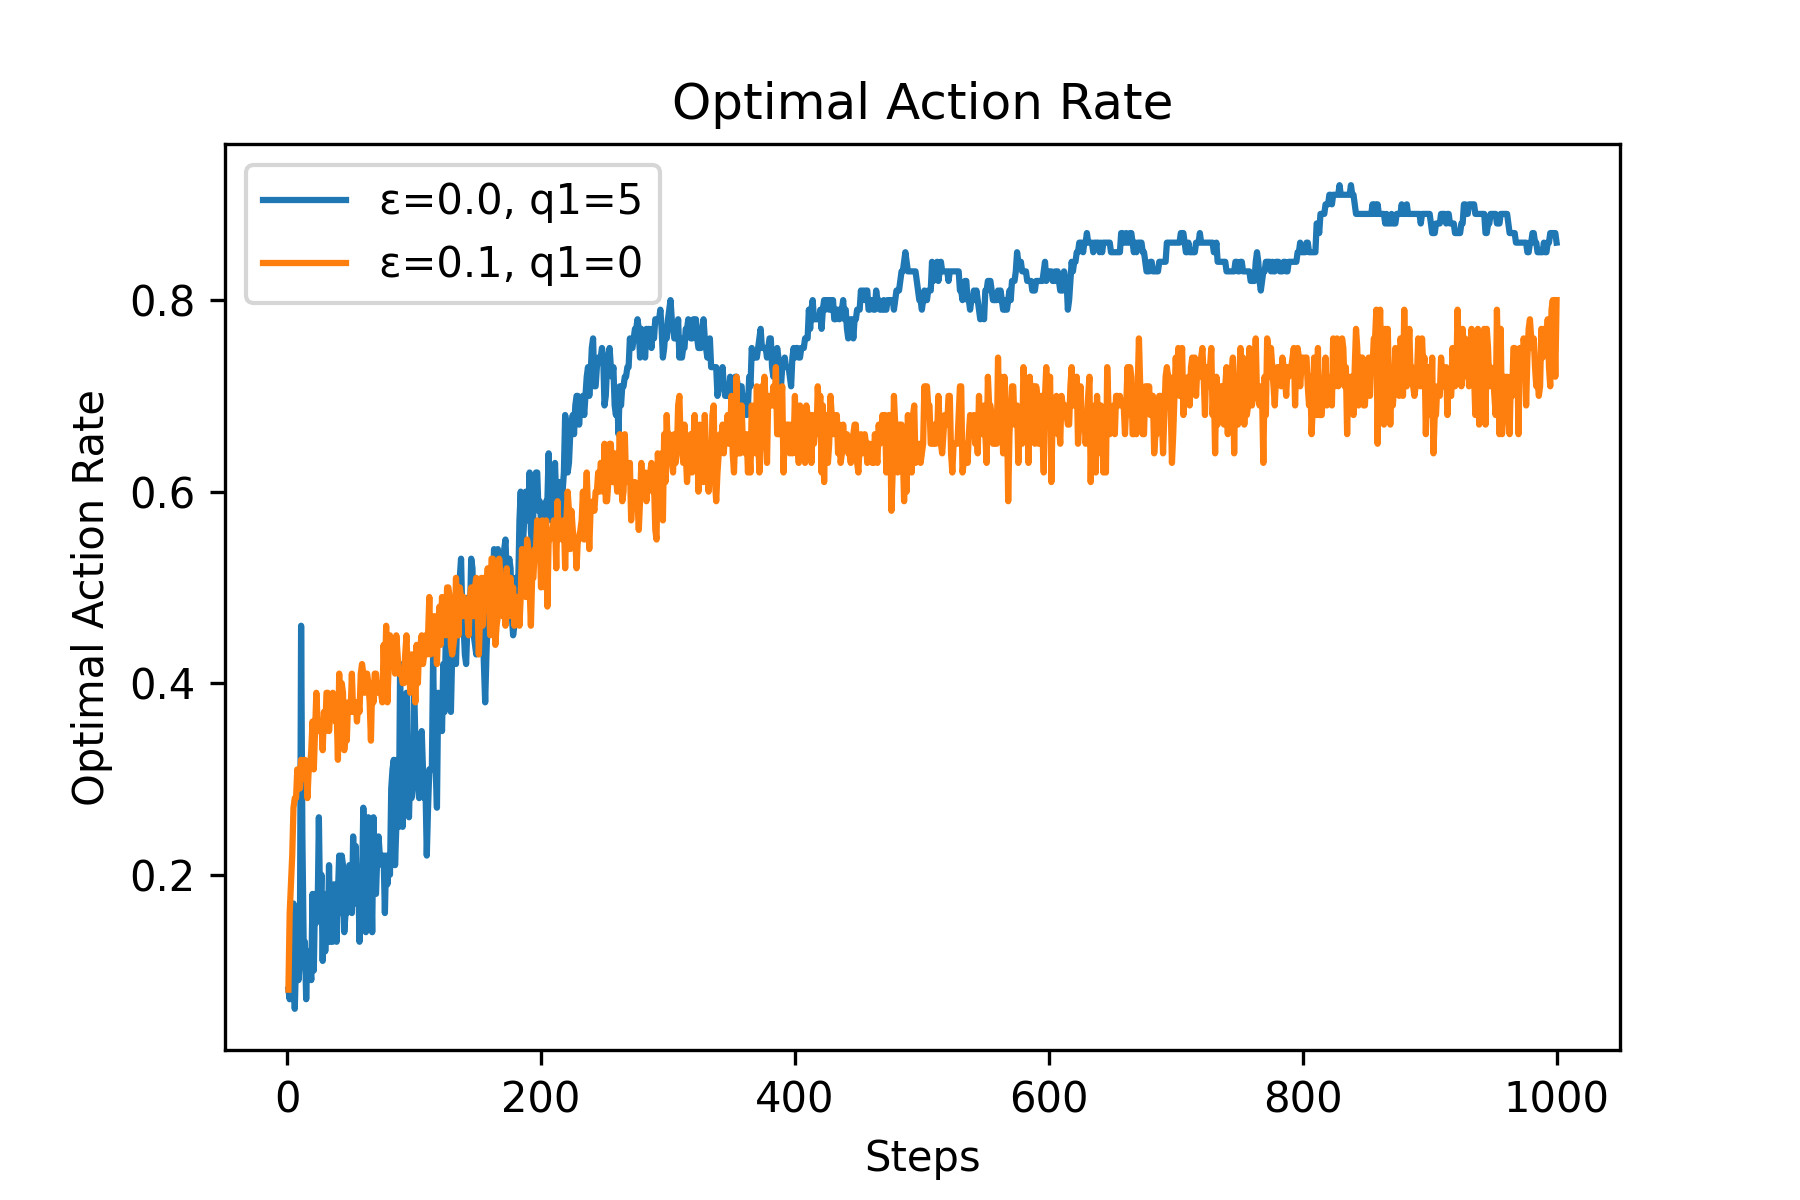 Optimal Action Rate
ε=0.0, q1=5
ε=0.1, q1=0
Optimal Action Rate
0.8
0.6
0.4
0.2
0 200 400 600 800 1000
Steps